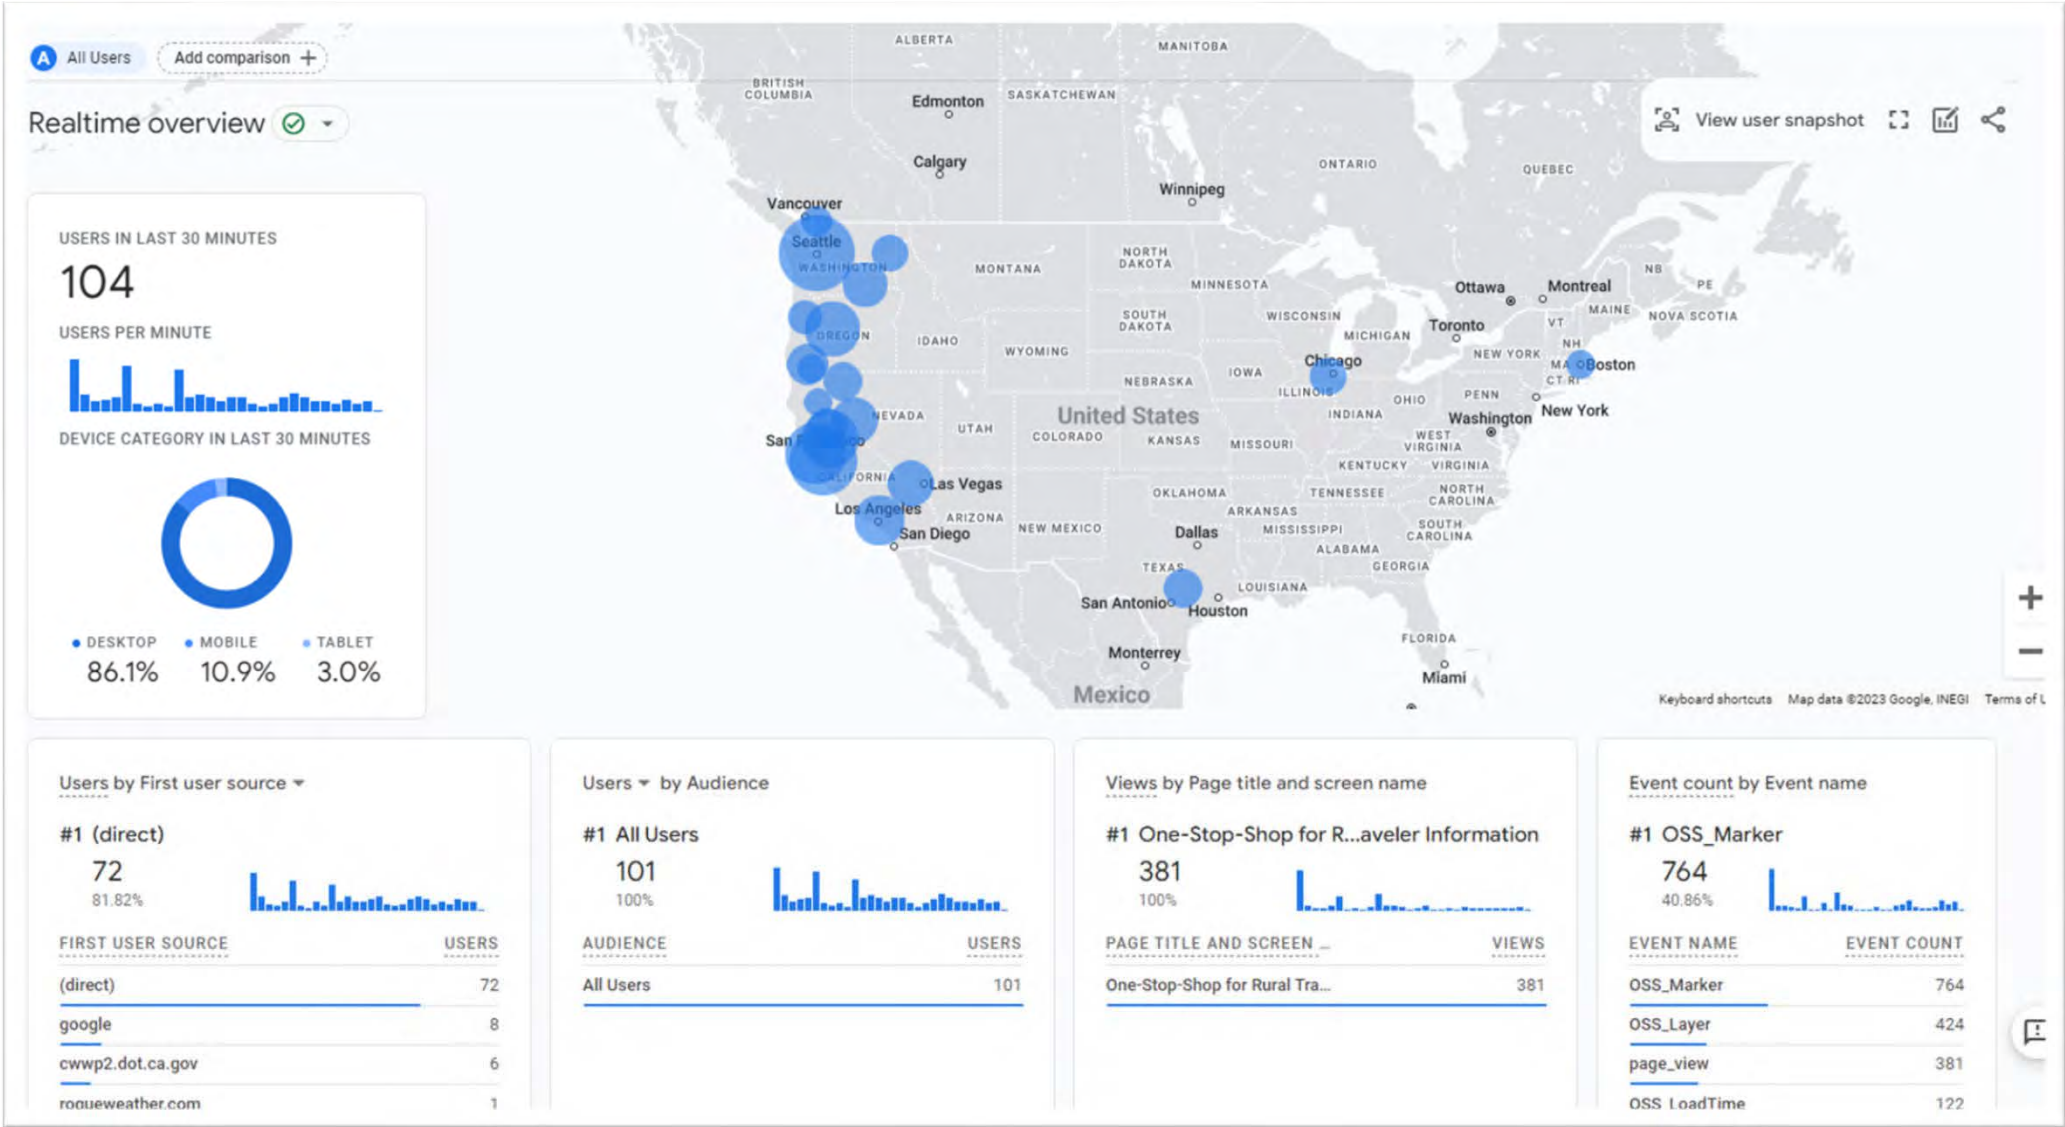 A All Users Add comparison +
Realtime overview
View user snapshot
USERS IN LAST 30 MINUTES
104
USERS PER MINUTE
DEVICE CATEGORY IN LAST 30 MINUTES
DESKTOP MOBILE TABLET
86.1% 10.9% 3.0%
ALBERTA
MANITOBA
BRITISH
COLUMBIA
SASKATCHEWAN
Edmonton
Calgary
ONTARIO
QUEBEC
Winnipeg
Vancouver
Seattle
WASHINGTON
MONTANA
NORTH
DAKOTA
MINNESOTA
Ottawa
Montreal
NB
PE
MAINE
NOVA SCOTIA
SOUTH
DAKOTA
WISCONSIN
MICHIGAN
Toronto
VT
NH
OREGON
IDAHO
WYOMING
Chicago
NEW YORK
MA
Boston
CT RI
NEBRASKA
IOWA
ILLINOIS
OHIO
PENN
New York
NEVADA
UTAH
United States
INDIANA
Washington
COLORADO
KANSAS
MISSOURI
WEST
VIRGINIA
San
CALIFORNIA
KENTUCKY
VIRGINIA
Las Vegas
OKLAHOMA
TENNESSEE
NORTH
CAROLINA
Los Angeles
ARIZONA
NEW MEXICO
ARKANSAS
MISSISSIPPI
SOUTH
CAROLINA
San Diego
Dallas
ALABAMA
TEXAS
GEORGIA
LOUISIANA
San Antonio
Houston
FLORIDA
Monterrey
Miami
Mexico
+
−
Keyboard shortcuts Map data ©2023 Google, INEGI Terms of
Users by First user source
#1 (direct)
72
81.82%
FIRST USER SOURCE USERS
(direct) 72
google 8
cwwp2.dot.ca.gov 6
rogueweather.com 1
Users by Audience
#1 All Users
101
100%
AUDIENCE USERS
All Users 101
Views by Page title and screen name
#1 One-Stop-Shop for R...aveler Information
381
100%
PAGE TITLE AND SCREEN ... VIEWS
One-Stop-Shop for Rural Tra... 381
Event count by Event name
#1 OSS_Marker
764
40.86%
EVENT NAME EVENT COUNT
OSS_Marker 764
OSS_Layer 424
page_view 381
OSS_LoadTime 122